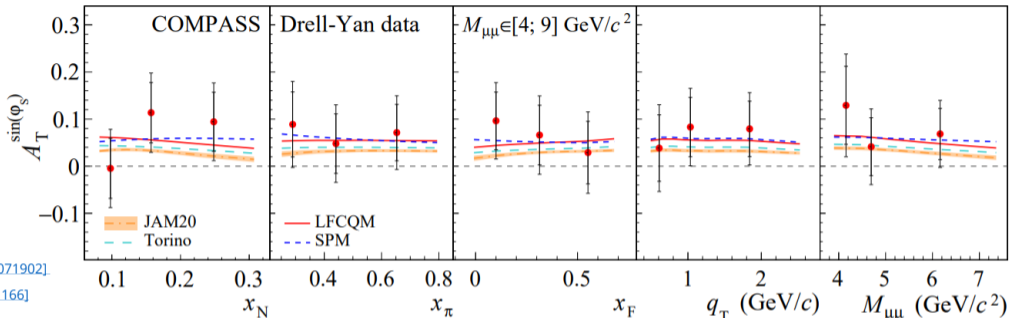 COMPASS Drell-Yan data M_μμ∈[4; 9] GeV/c²
A_T^sin(φ_S)
0.3
0.2
0.1
0
−0.1
JAM20
Torino
LFCQM
SPM
071902]
166]
0.1 0.2 0.3 0.4 0.6 0.8 0 0.5 1 2 4 5 6 7
x_N x_π x_F q_T (GeV/c) M_μμ (GeV/c²)